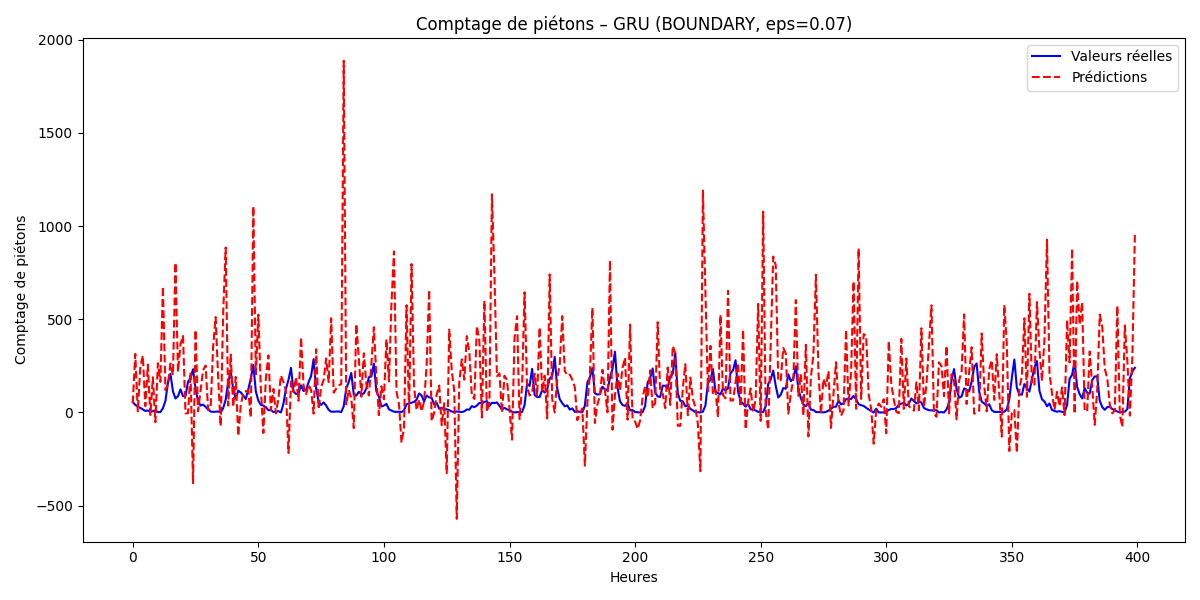 Comptage de piétons – GRU (BOUNDARY, eps=0.07)
Valeurs réelles
Prédictions
Comptage de piétons
2000
1500
1000
500
0
−500
0 50 100 150 200 250 300 350 400
Heures